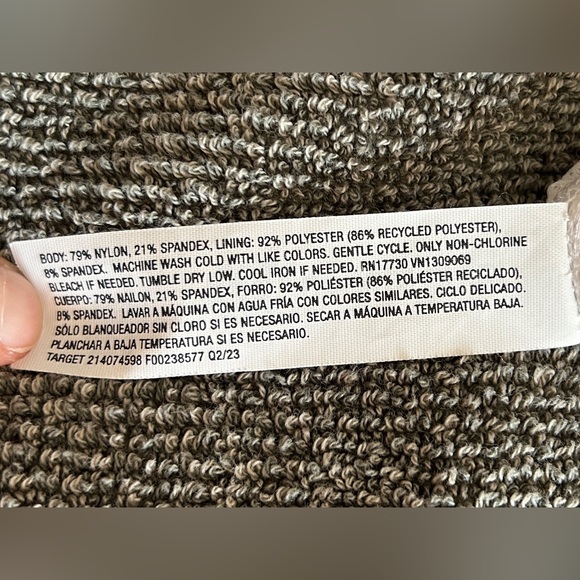 BODY: 79% NYLON, 21% SPANDEX, LINING: 92% POLYESTER (86% RECYCLED POLYESTER),
8% SPANDEX. MACHINE WASH COLD WITH LIKE COLORS. GENTLE CYCLE. ONLY NON-CHLORINE
BLEACH IF NEEDED. TUMBLE DRY LOW. COOL IRON IF NEEDED. RN17730 VN1309069
CUERPO: 79% NAILON, 21% SPANDEX, FORRO: 92% POLIÉSTER (86% POLIÉSTER RECICLADO),
8% SPANDEX. LAVAR A MÁQUINA CON AGUA FRÍA CON COLORES SIMILARES. CICLO DELICADO.
SÓLO BLANQUEADOR SIN CLORO SI ES NECESARIO. SECAR A MÁQUINA A TEMPERATURA BAJA.
PLANCHAR A BAJA TEMPERATURA SI ES NECESARIO.
TARGET 214074598 F00238577 Q2/23